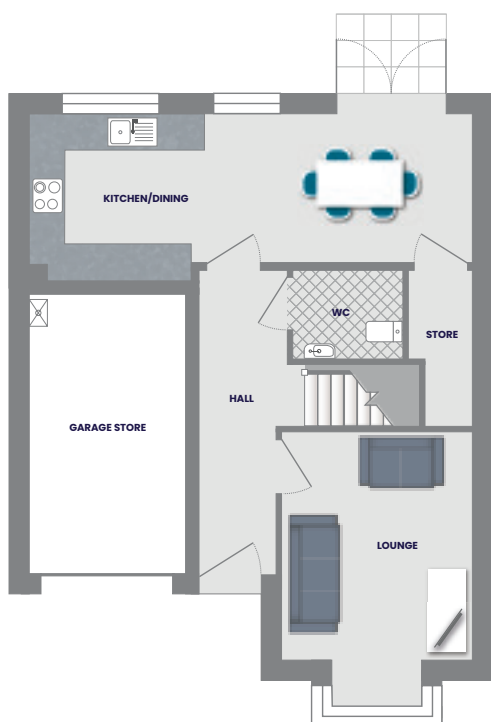 KITCHEN/DINING
WC
STORE
HALL
GARAGE STORE
LOUNGE